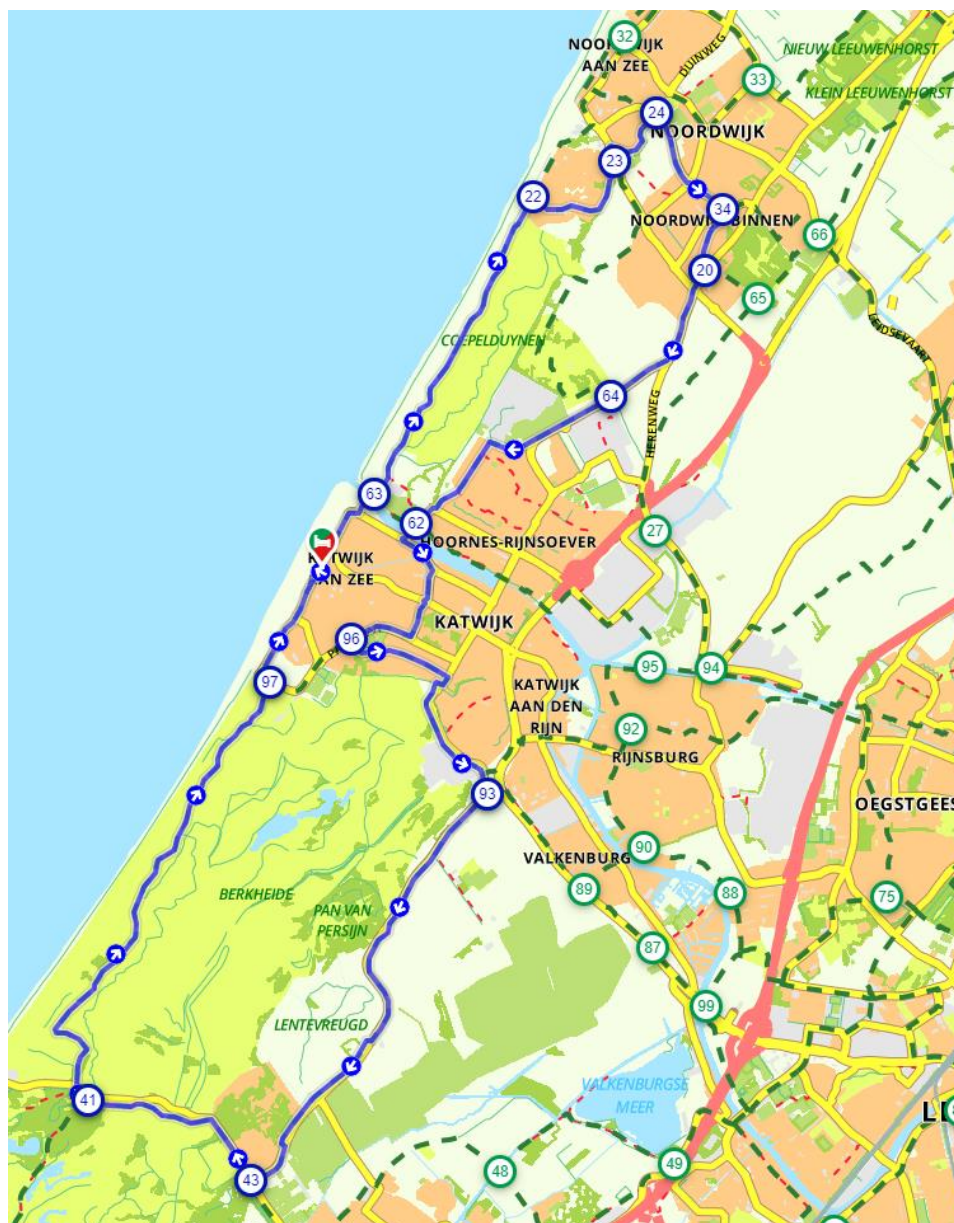 32
NOORDWIJK
AAN ZEE
DUINWEG
NIEUW LEEUWENHORST
33
KLEIN LEEUWENHORST
24
NOORDWIJK
23
22
34
NOORDWIJK-BINNEN
66
20
65
LEIDSEVAART
COEPELDUYNEN
64
HERENWEG
63
62
27
HOORNES-RIJNSOEVER
KATWIJK
AAN ZEE
KATWIJK
96
95
94
97
KATWIJK
AAN DEN
RIJN
92
RIJNSBURG
93
OEGSTGEES
90
VALKENBURG
89
88
75
BERKHEIDE
PAN VAN
PERSIJN
87
99
LENTEVREUGD
VALKENBURGSE
MEER
41
49
48
43